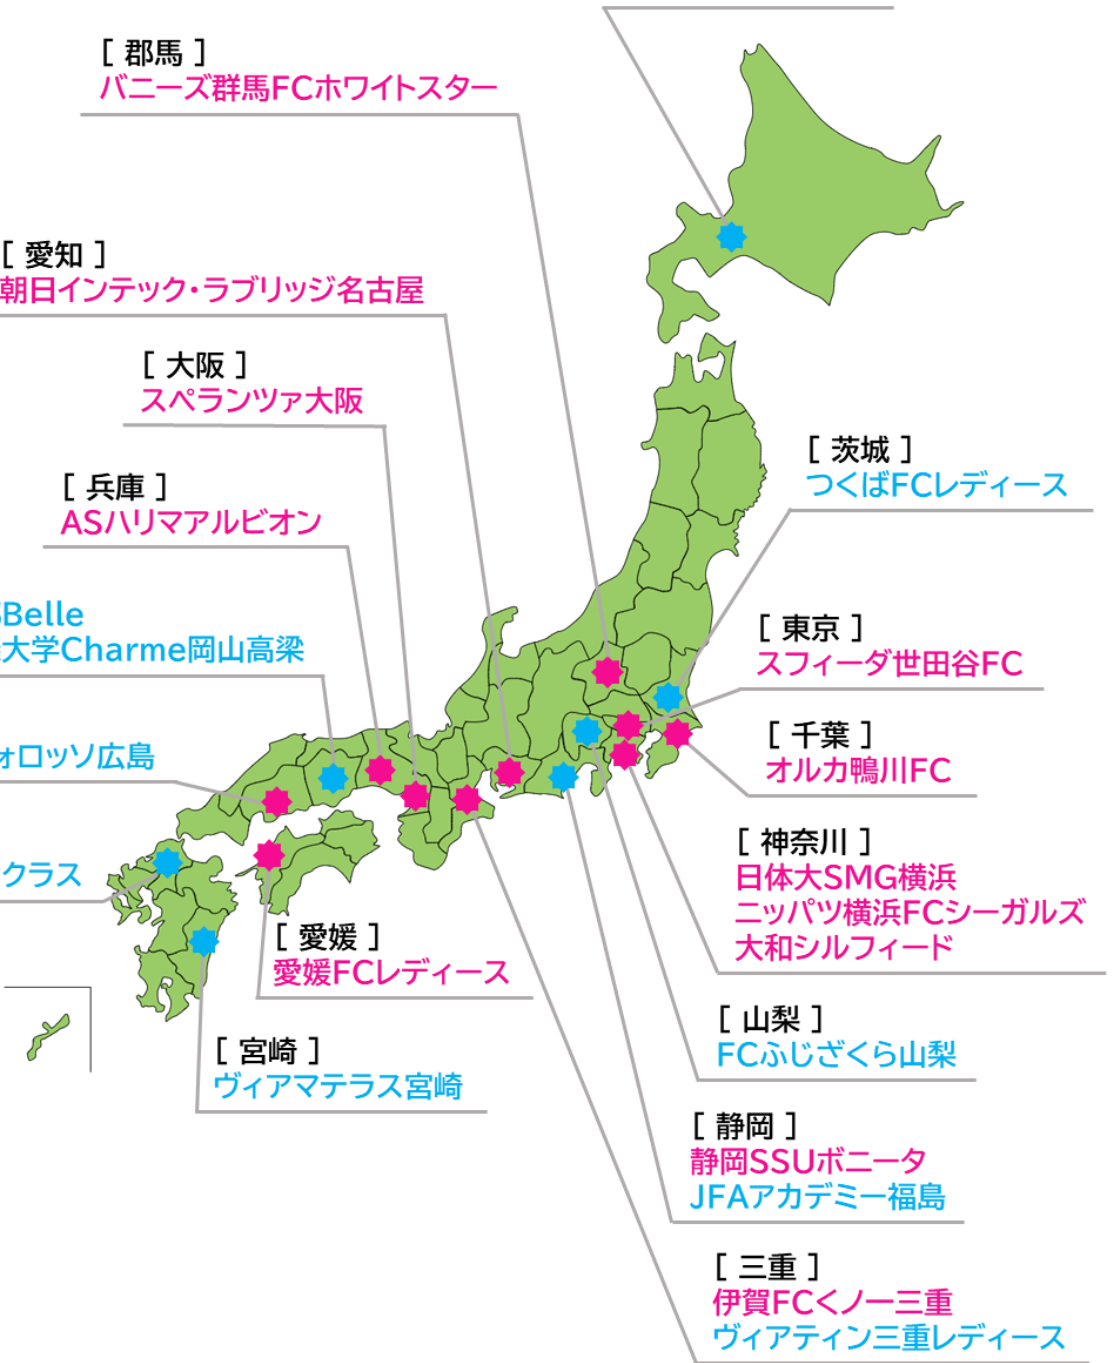 [ 郡馬 ]
バニーズ群馬FCホワイトスター
[ 愛知 ]
朝日インテック・ラブリッジ名古屋
[ 大阪 ]
スペランツァ大阪
[ 兵庫 ]
ASハリマアルビオン
Belle
大学Charme岡山高梁
ォロッソ広島
クラス
[ 愛媛 ]
愛媛FCレディース
[ 宮崎 ]
ヴィアマテラス宮崎
[ 茨城 ]
つくばFCレディース
[ 東京 ]
スフィーダ世田谷FC
[ 千葉 ]
オルカ鴨川FC
[ 神奈川 ]
日体大SMG横浜
ニッパツ横浜FCシーガルズ
大和シルフィード
[ 山梨 ]
FCふじざくら山梨
[ 静岡 ]
静岡SSUボニータ
JFAアカデミー福島
[ 三重 ]
伊賀FCくノ一三重
ヴィアティン三重レディース